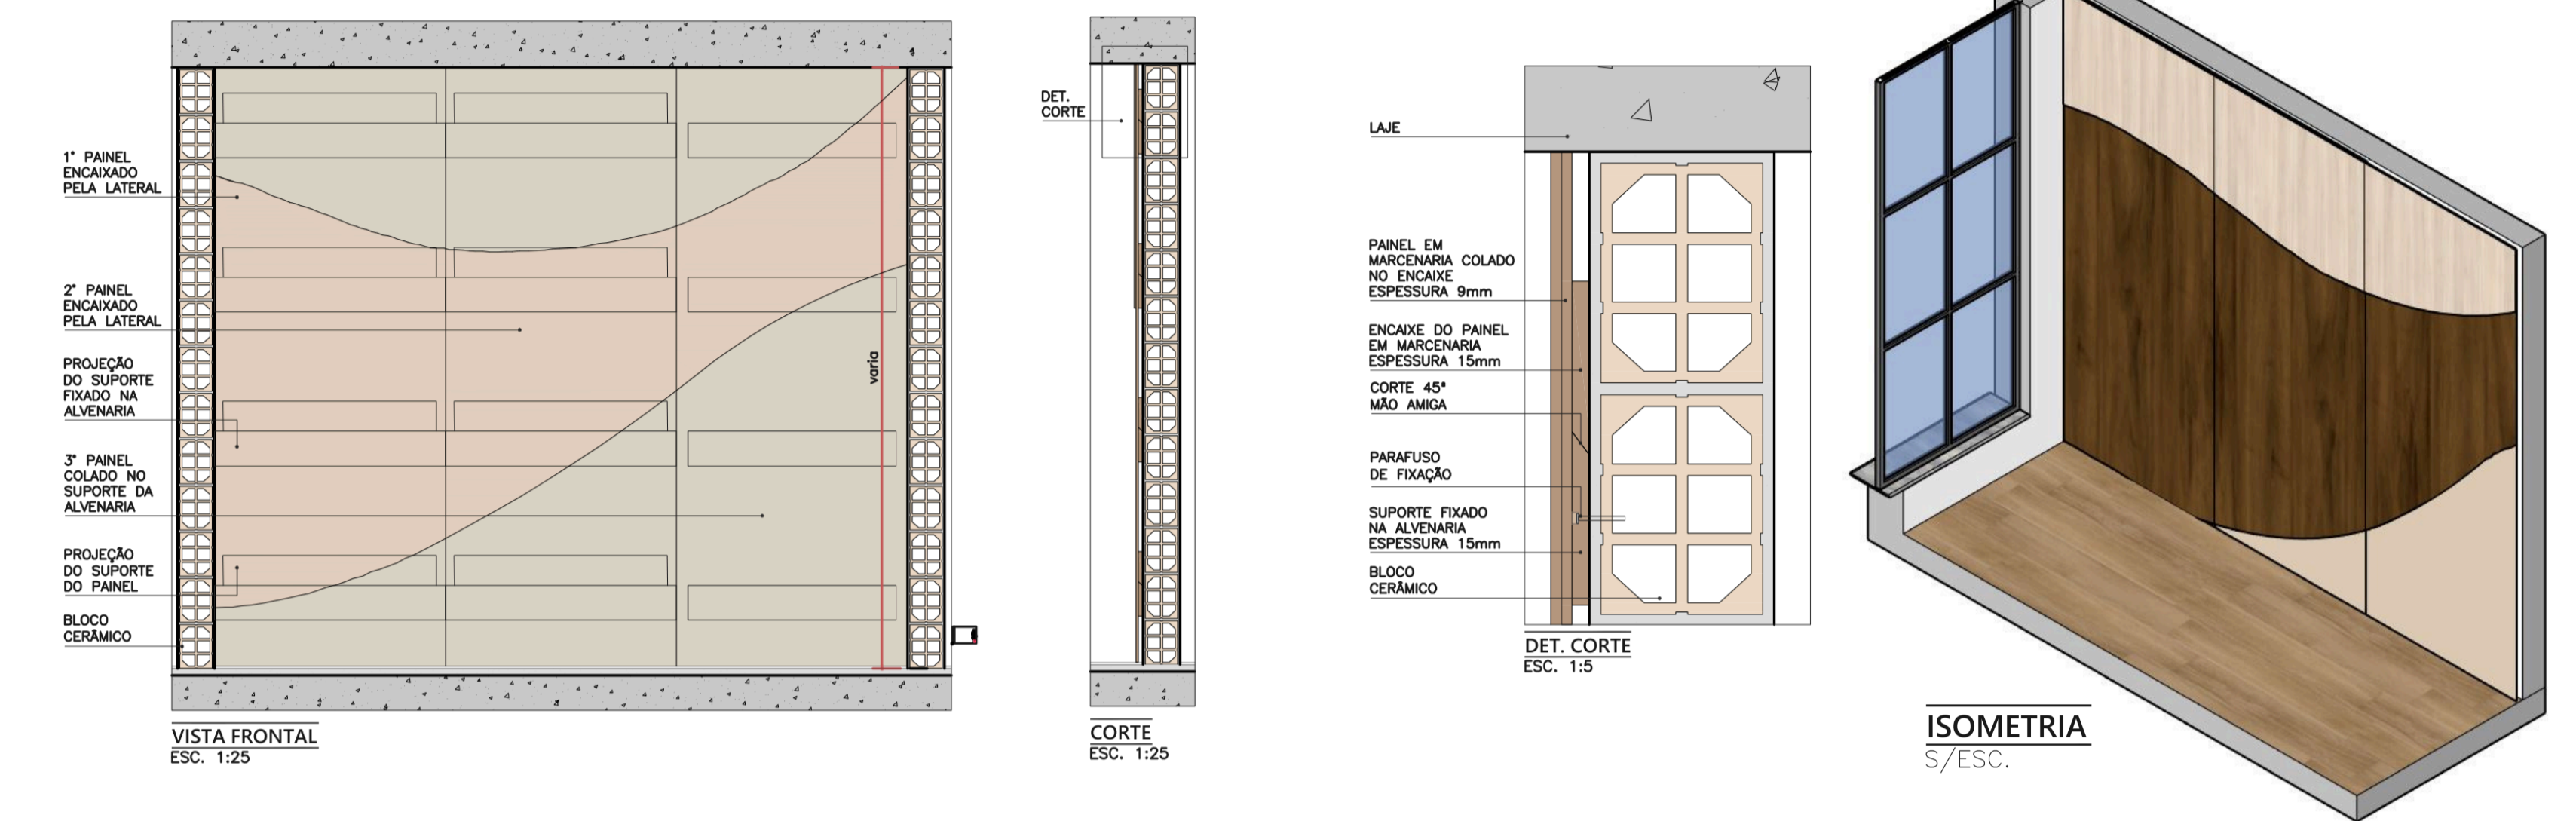 1° PAINEL
ENCAIXADO
PELA LATERAL
2° PAINEL
ENCAIXADO
PELA LATERAL
PROJEÇÃO
DO SUPORTE
FIXADO NA
ALVENARIA
3° PAINEL
COLADO NO
SUPORTE DA
ALVENARIA
PROJEÇÃO
DO SUPORTE
DO PAINEL
BLOCO
CERÂMICO
varia
VISTA FRONTAL
ESC. 1:25
DET.
CORTE
CORTE
ESC. 1:25
LAJE
PAINEL EM
MARCENARIA COLADO
NO ENCAIXE
ESPESSURA 9mm
ENCAIXE DO PAINEL
EM MARCENARIA
ESPESSURA 15mm
CORTE 45°
MÃO AMIGA
PARAFUSO
DE FIXAÇÃO
SUPORTE FIXADO
NA ALVENARIA
ESPESSURA 15mm
BLOCO
CERÂMICO
DET. CORTE
ESC. 1:5
ISOMETRIA
S/ESC.